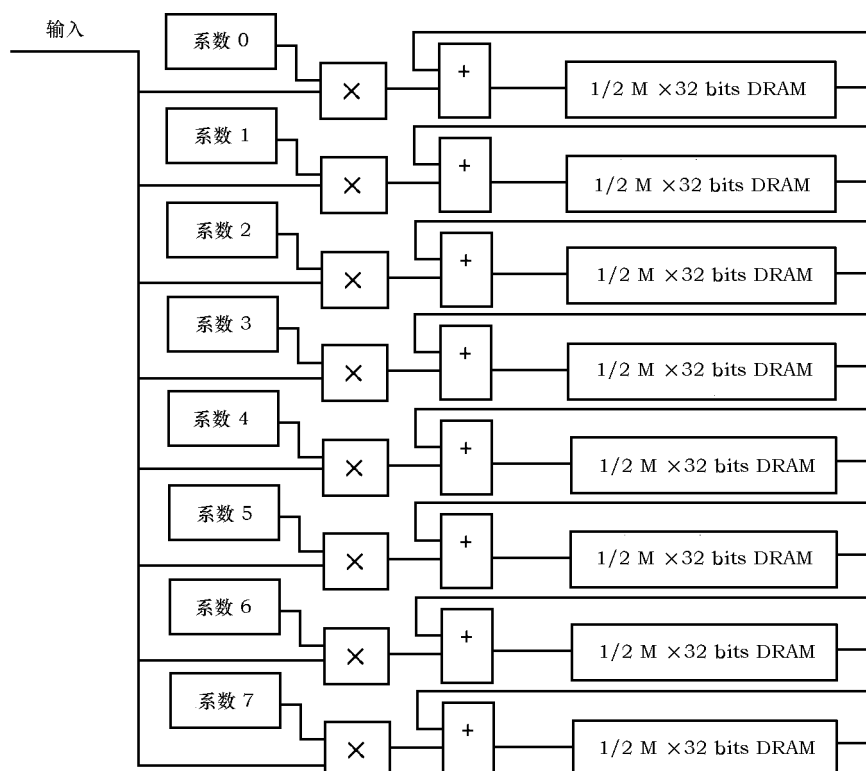 输入
系数 0
×
+
1/2 M ×32 bits DRAM
系数 1
×
+
1/2 M ×32 bits DRAM
系数 2
×
+
1/2 M ×32 bits DRAM
系数 3
×
+
1/2 M ×32 bits DRAM
系数 4
×
+
1/2 M ×32 bits DRAM
系数 5
×
+
1/2 M ×32 bits DRAM
系数 6
×
+
1/2 M ×32 bits DRAM
系数 7
×
+
1/2 M ×32 bits DRAM